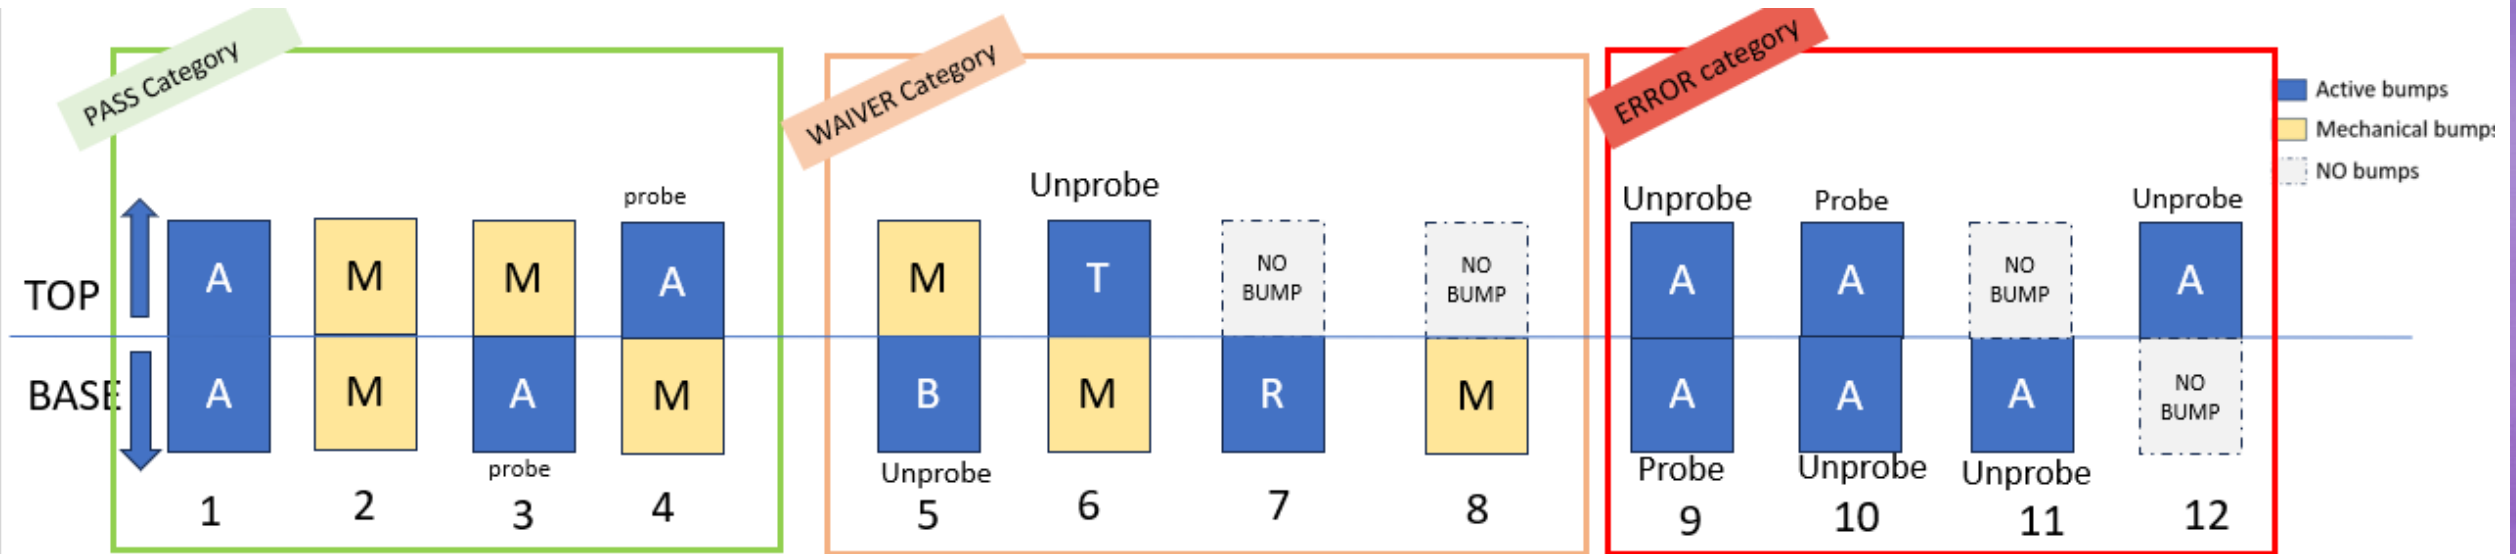 PASS Category
WAIVER Category
ERROR category
Active bumps
Mechanical bumps
NO bumps
TOP
BASE
A
A
1
M
M
2
M
A
probe
3
probe
A
M
4
M
B
Unprobe
5
Unprobe
T
M
6
NO
BUMP
R
7
NO
BUMP
M
8
Unprobe
A
A
Probe
9
Probe
A
A
Unprobe
10
NO
BUMP
A
Unprobe
11
Unprobe
A
NO
BUMP
12